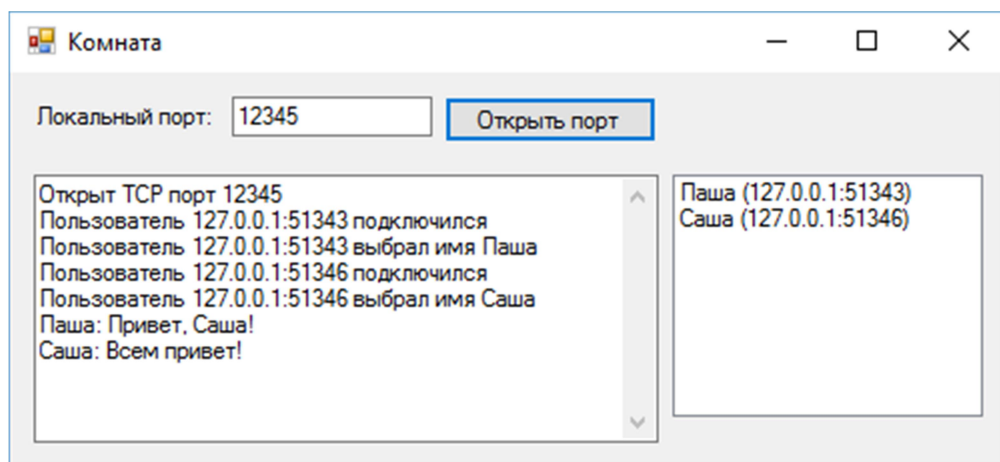 Комната
Локальный порт: 12345 Открыть порт
Открыт TCP порт 12345
Пользователь 127.0.0.1:51343 подключился
Пользователь 127.0.0.1:51343 выбрал имя Паша
Пользователь 127.0.0.1:51346 подключился
Пользователь 127.0.0.1:51346 выбрал имя Саша
Паша: Привет, Саша!
Саша: Всем привет!
Паша (127.0.0.1:51343)
Саша (127.0.0.1:51346)